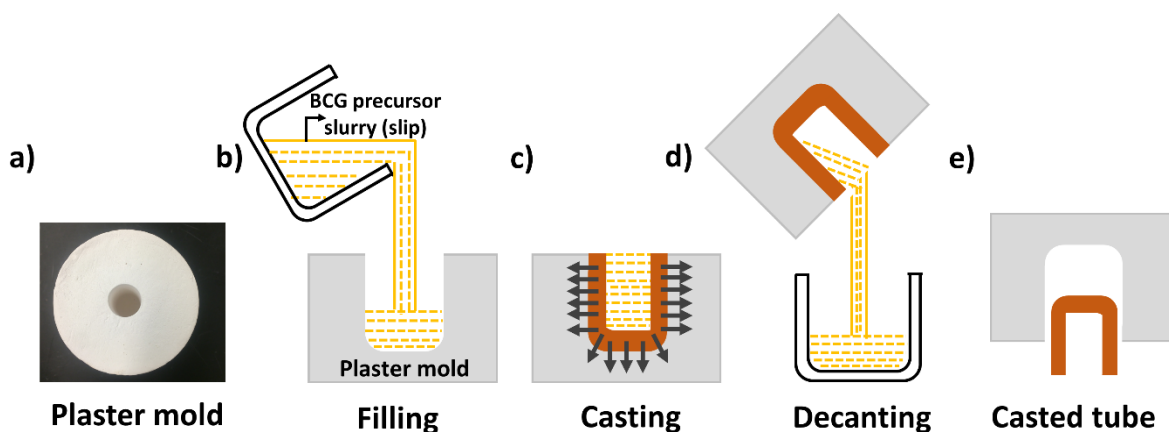 a)
b)
BCG precursor
slurry (slip)
c)
d)
e)
Plaster mold
Plaster mold
Filling
Casting
Decanting
Casted tube